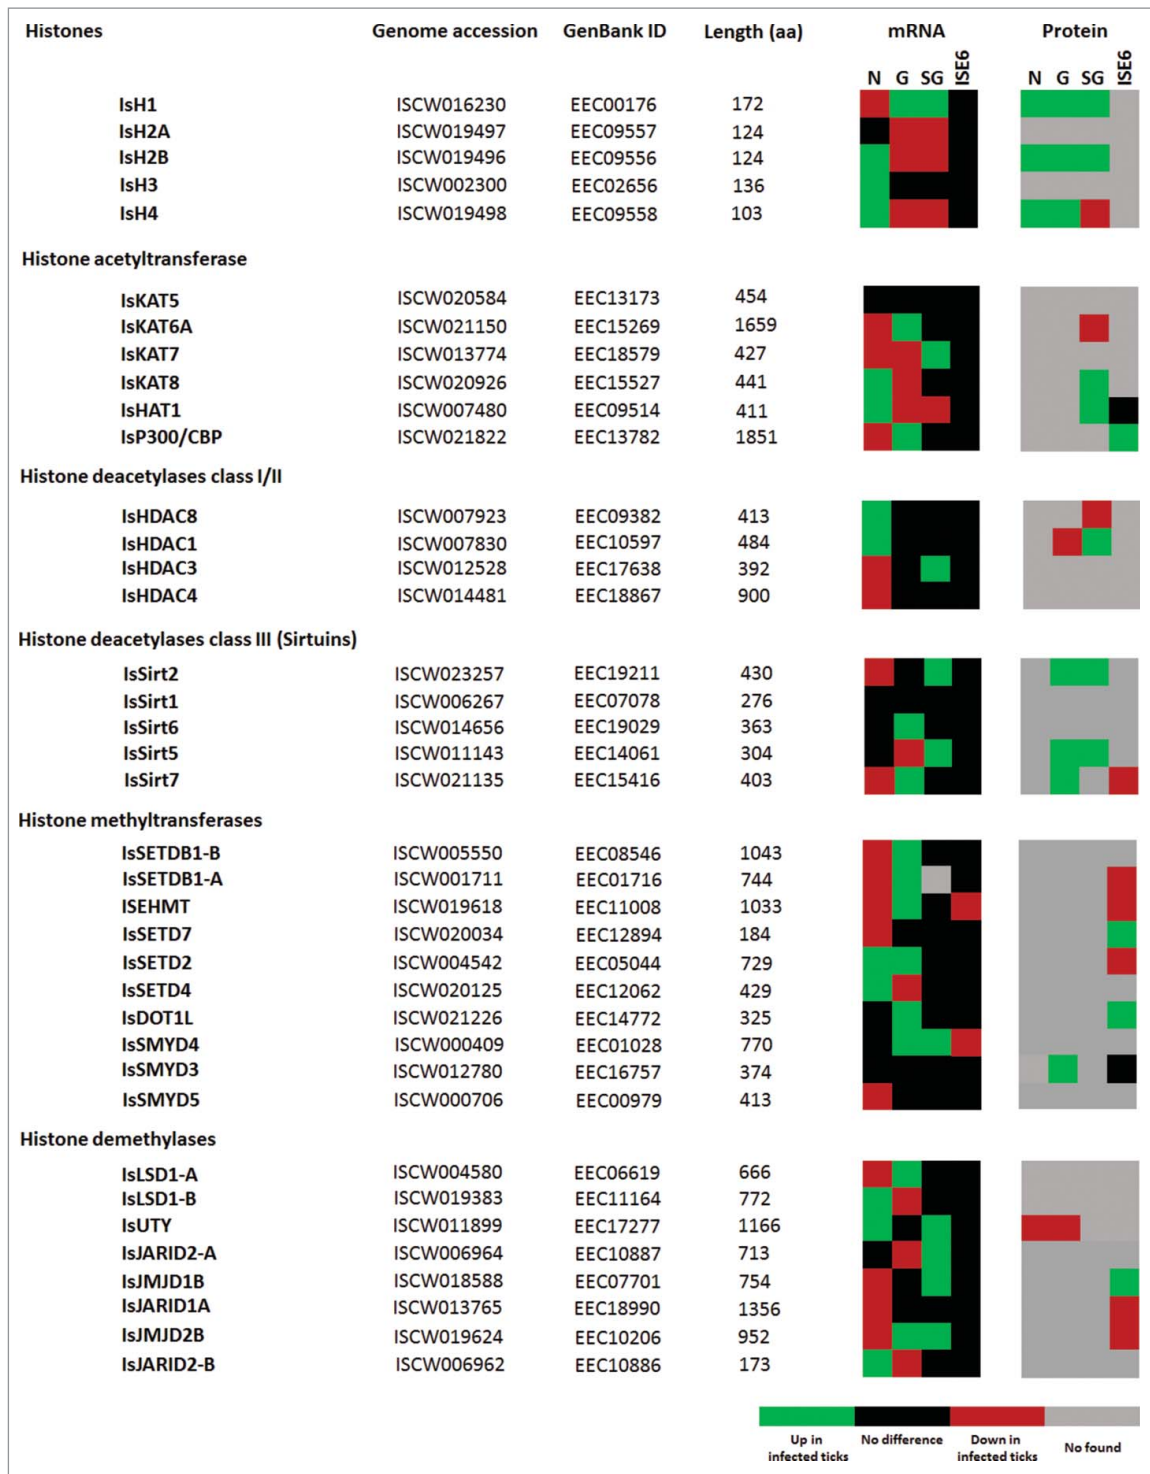 Histones Genome accession GenBank ID Length (aa) mRNA Protein
N G SG ISE6 N G SG ISE6
IsH1 ISCW016230 EEC00176 172
IsH2A ISCW019497 EEC09557 124
IsH2B ISCW019496 EEC09556 124
IsH3 ISCW002300 EEC02656 136
IsH4 ISCW019498 EEC09558 103
Histone acetyltransferase
IsKAT5 ISCW020584 EEC13173 454
IsKAT6A ISCW021150 EEC15269 1659
IsKAT7 ISCW013774 EEC18579 427
IsKAT8 ISCW020926 EEC15527 441
IsHAT1 ISCW007480 EEC09514 411
IsP300/CBP ISCW021822 EEC13782 1851
Histone deacetylases class I/II
IsHDAC8 ISCW007923 EEC09382 413
IsHDAC1 ISCW007830 EEC10597 484
IsHDAC3 ISCW012528 EEC17638 392
IsHDAC4 ISCW014481 EEC18867 900
Histone deacetylases class III (Sirtuins)
IsSirt2 ISCW023257 EEC19211 430
IsSirt1 ISCW006267 EEC07078 276
IsSirt6 ISCW014656 EEC19029 363
IsSirt5 ISCW011143 EEC14061 304
IsSirt7 ISCW021135 EEC15416 403
Histone methyltransferases
IsSETDB1-B ISCW005550 EEC08546 1043
IsSETDB1-A ISCW001711 EEC01716 744
ISEHMT ISCW019618 EEC11008 1033
IsSETD7 ISCW020034 EEC12894 184
IsSETD2 ISCW004542 EEC05044 729
IsSETD4 ISCW020125 EEC12062 429
IsDOT1L ISCW021226 EEC14772 325
IsSMYD4 ISCW000409 EEC01028 770
IsSMYD3 ISCW012780 EEC16757 374
IsSMYD5 ISCW000706 EEC00979 413
Histone demethylases
IsLSD1-A ISCW004580 EEC06619 666
IsLSD1-B ISCW019383 EEC11164 772
IsUTY ISCW011899 EEC17277 1166
IsJARID2-A ISCW006964 EEC10887 713
IsJMJD1B ISCW018588 EEC07701 754
IsJARID1A ISCW013765 EEC18990 1356
IsJMJD2B ISCW019624 EEC10206 952
IsJARID2-B ISCW006962 EEC10886 173
Up in No difference Down in No found
infected ticks infected ticks